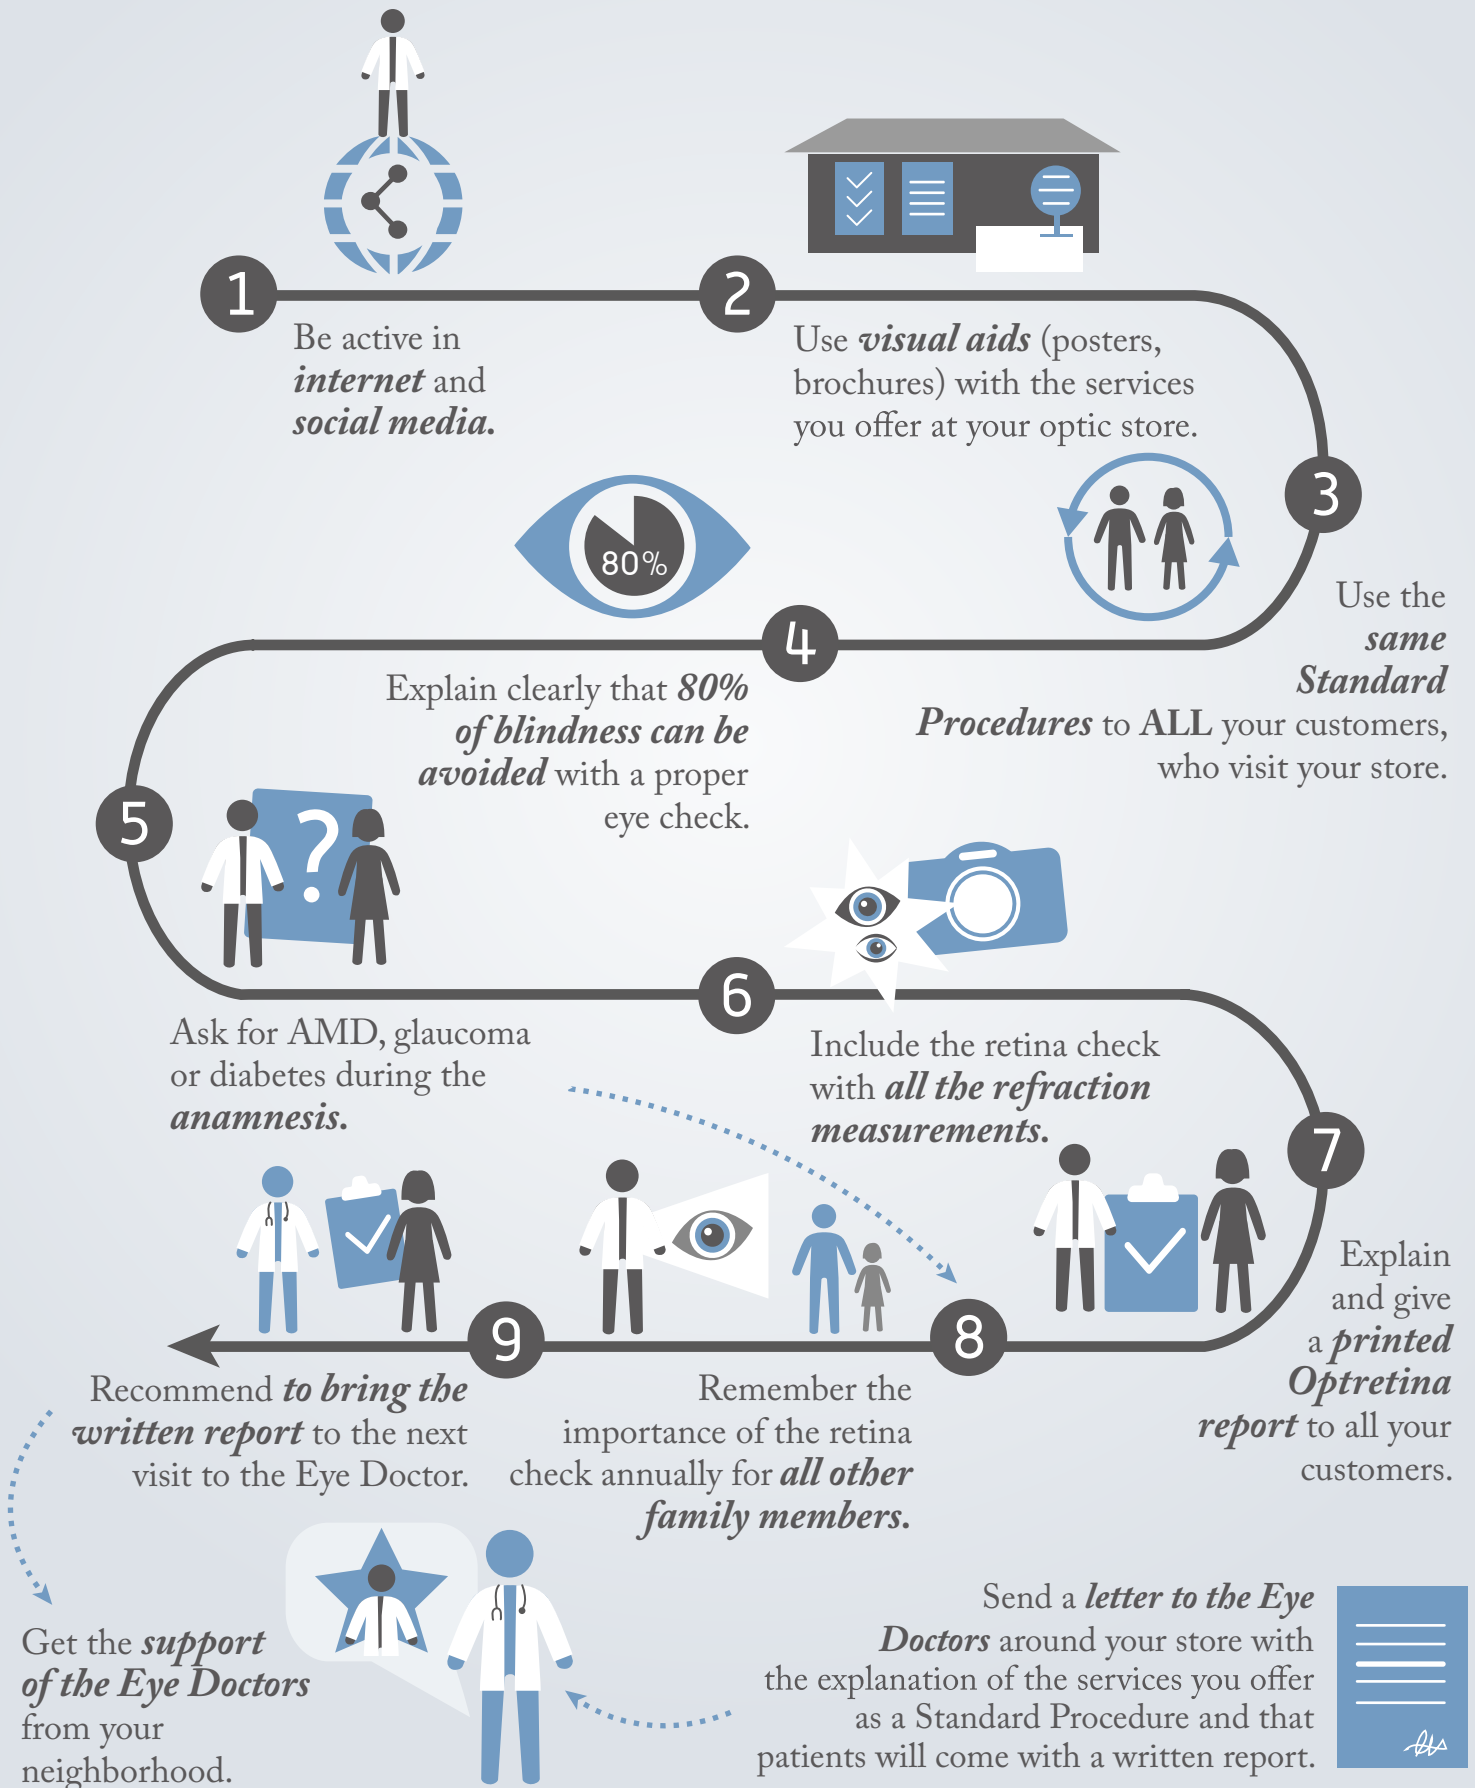 1
Be active in
internet and
social media.
2
Use visual aids (posters,
brochures) with the services
you offer at your optic store.
3
Use the
same
Standard
Procedures to ALL your customers,
who visit your store.
80%
4
Explain clearly that 80%
of blindness can be
avoided with a proper
eye check.
5
?
Ask for AMD, glaucoma
or diabetes during the
anamnesis.
6
Include the retina check
with all the refraction
measurements.
7
Explain
and give
a printed
Optretina
report to all your
customers.
8
Remember the
importance of the retina
check annually for all other
family members.
9
Recommend to bring the
written report to the next
visit to the Eye Doctor.
Get the support
of the Eye Doctors
from your
neighborhood.
Send a letter to the Eye
Doctors around your store with
the explanation of the services you offer
as a Standard Procedure and that
patients will come with a written report.